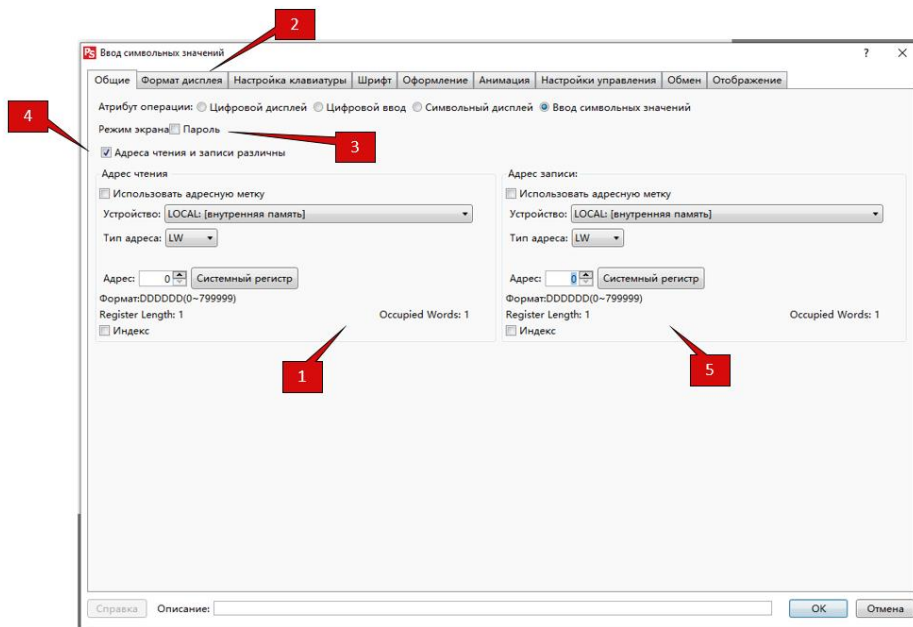 2
PS Ввод символьных значений ? X
Общие Формат дисплея Настройка клавиатуры Шрифт Оформление Анимация Настройки управления Обмен Отображение
Атрибут операции: Цифровой дисплей Цифровой ввод Символьный дисплей Ввод символьных значений
4
Режим экрана Пароль
3
Адреса чтения и записи различны
Адрес чтения Адрес записи:
Использовать адресную метку Использовать адресную метку
Устройство: LOCAL: [внутренняя память] Устройство: LOCAL: [внутренняя память]
Тип адреса: LW Тип адреса: LW
Адрес: 0 Системный регистр Адрес: 0 Системный регистр
Формат:DDDDDD(0~799999) Формат:DDDDDD(0~799999)
Register Length: 1 Occupied Words: 1 Register Length: 1 Occupied Words: 1
Индекс Индекс
1 5
Справка Описание: OK Отмена